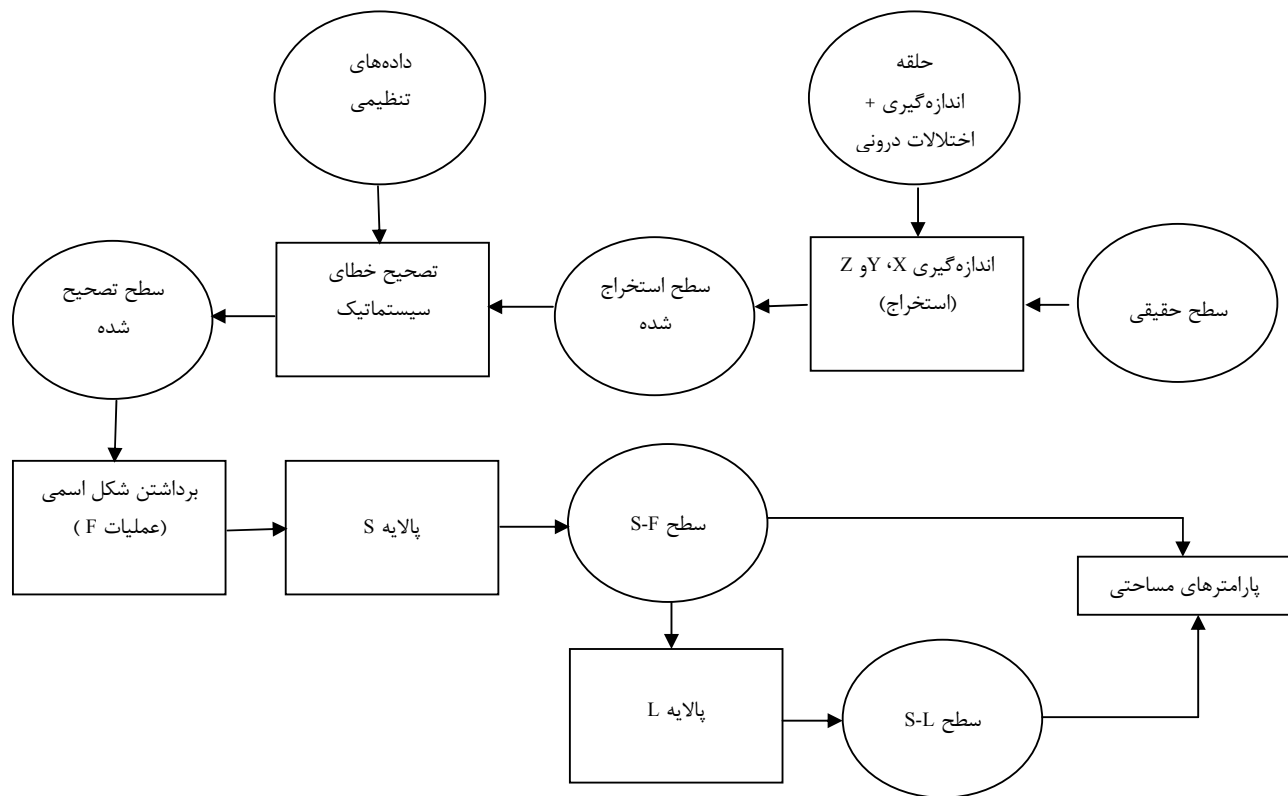 حلقه
اندازه‌گیری +
اختلالات درونی
داده‌های
تنظیمی
سطح حقیقی
اندازه‌گیری X، Yو Z
(استخراج)
سطح استخراج
شده
تصحیح خطای
سیستماتیک
سطح تصحیح
شده
برداشتن شکل اسمی
(عملیات F )
پالایه S
سطح S-F
پارامترهای مساحتی
پالایه L
سطح S-L